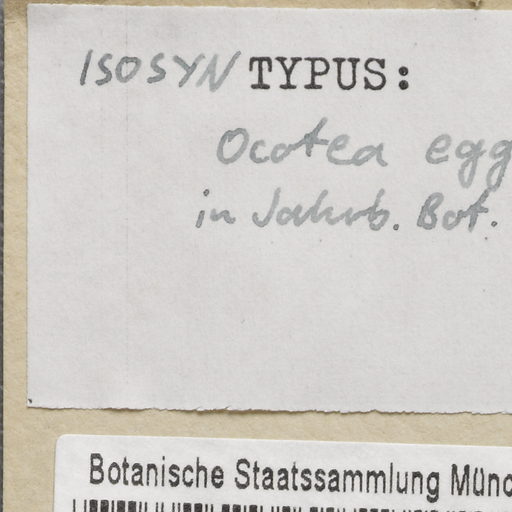 ISOSYN TYPUS:
Ocotea egg
in Jahrb. Bot.
Botanische Staatssammlung Münc